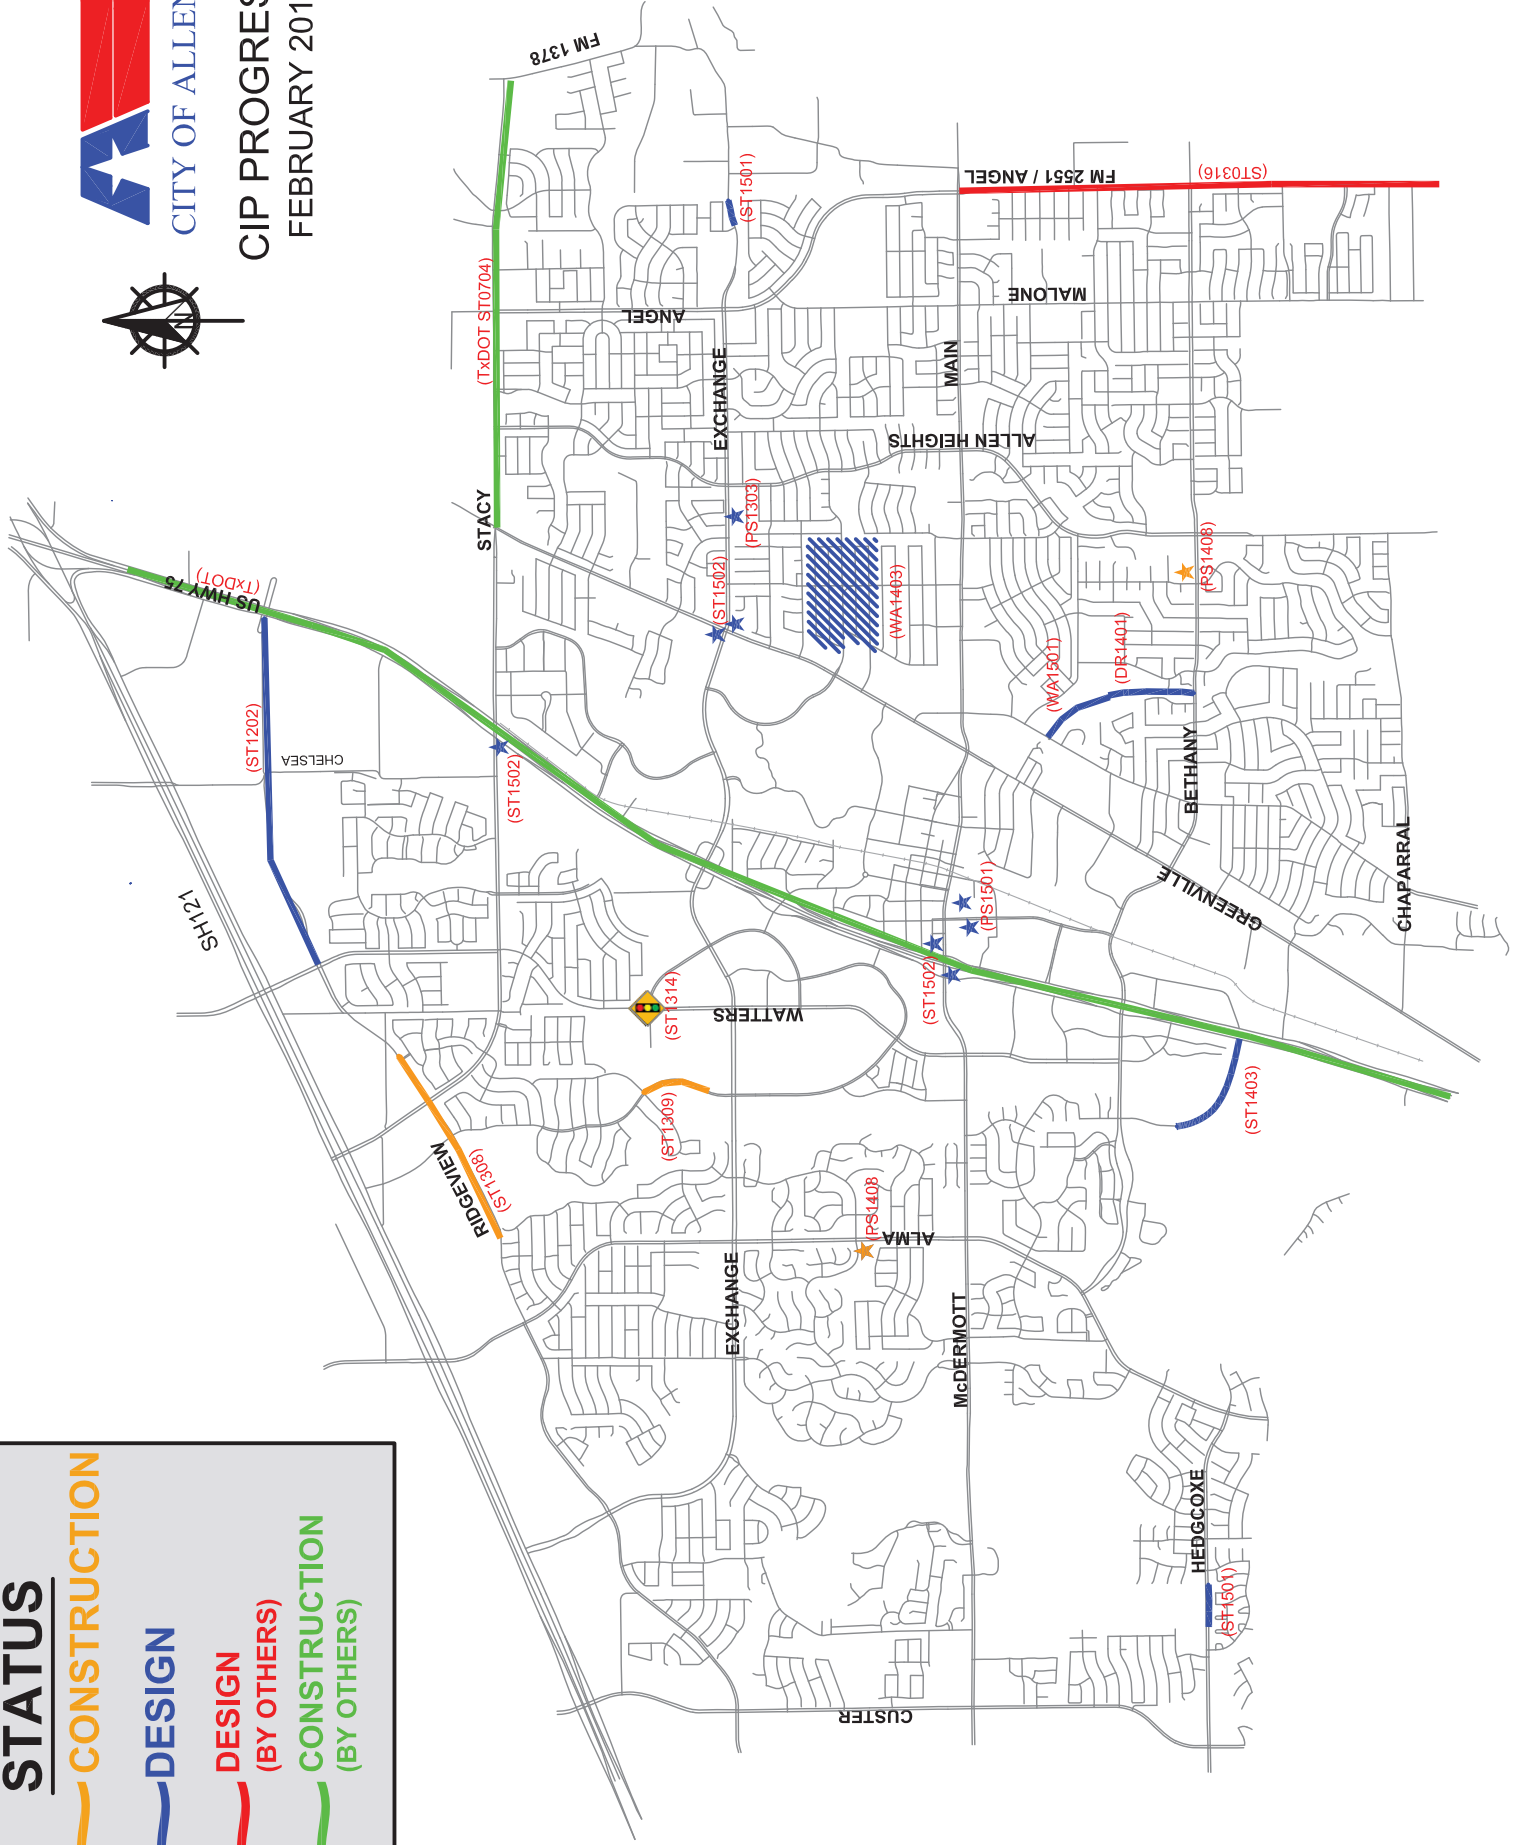 CITY OF ALLEN
CIP PROGRES
FEBRUARY 201
N
FM 1378
(ST1501)
FM 2551 / ANGEL
(ST0316)
(TxDOT ST0704)
ANGEL
MALONE
EXCHANGE
MAIN
ALLEN HEIGHTS
STACY
(PS1303)
(ST1502)
(WA1403)
(PS1408)
US HWY 75
(TxDOT)
(WA1501)
(DR1401)
(ST1202)
CHELSEA
(ST1502)
BETHANY
GREENVILLE
CHAPARRAL
SH121
(PS1501)
(ST1502)
(ST1314)
WATTERS
(ST1309)
(ST1403)
RIDGEVIEW
(ST1308)
(PS1408
ALMA
EXCHANGE
McDERMOTT
HEDGCOXE
(ST1501)
CUSTER
STATUS
CONSTRUCTION
DESIGN
DESIGN
(BY OTHERS)
CONSTRUCTION
(BY OTHERS)